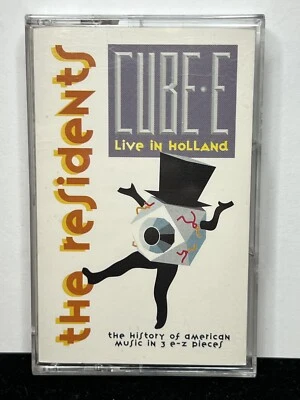 the residents
CUBE·E
Live in HOLLAND
the history of american
music in 3 e-z pieces